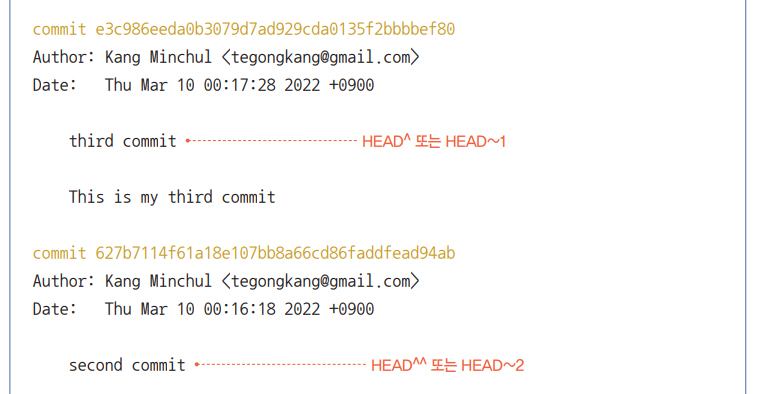 commit e3c986eeda0b3079d7ad929cda0135f2bbbbef80
Author: Kang Minchul <tegongkang@gmail.com>
Date: Thu Mar 10 00:17:28 2022 +0900
third commit HEAD^ 또는 HEAD~1
This is my third commit
commit 627b7114f61a18e107bb8a66cd86faddfead94ab
Author: Kang Minchul <tegongkang@gmail.com>
Date: Thu Mar 10 00:16:18 2022 +0900
second commit HEAD^^ 또는 HEAD~2